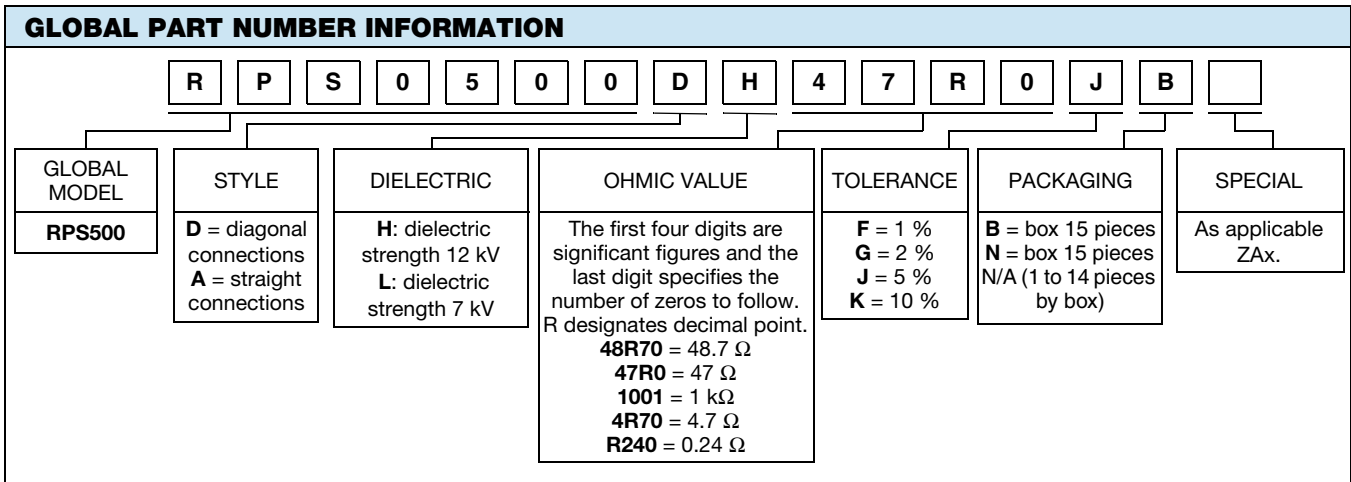 GLOBAL PART NUMBER INFORMATION
R P S 0 5 0 0 D H 4 7 R 0 J B
GLOBAL
MODEL
RPS500
STYLE
D = diagonal
connections
A = straight
connections
DIELECTRIC
H: dielectric
strength 12 kV
L: dielectric
strength 7 kV
OHMIC VALUE
The first four digits are
significant figures and the
last digit specifies the
number of zeros to follow.
R designates decimal point.
48R70 = 48.7 Ω
47R0 = 47 Ω
1001 = 1 kΩ
4R70 = 4.7 Ω
R240 = 0.24 Ω
TOLERANCE
F = 1 %
G = 2 %
J = 5 %
K = 10 %
PACKAGING
B = box 15 pieces
N = box 15 pieces
N/A (1 to 14 pieces
by box)
SPECIAL
As applicable
ZAx.